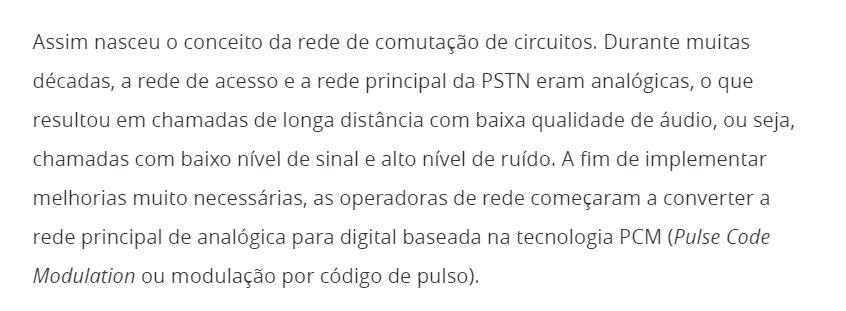 Assim nasceu o conceito da rede de comutação de circuitos. Durante muitas
décadas, a rede de acesso e a rede principal da PSTN eram analógicas, o que
resultou em chamadas de longa distância com baixa qualidade de áudio, ou seja,
chamadas com baixo nível de sinal e alto nível de ruído. A fim de implementar
melhorias muito necessárias, as operadoras de rede começaram a converter a
rede principal de analógica para digital baseada na tecnologia PCM (Pulse Code
Modulation ou modulação por código de pulso).